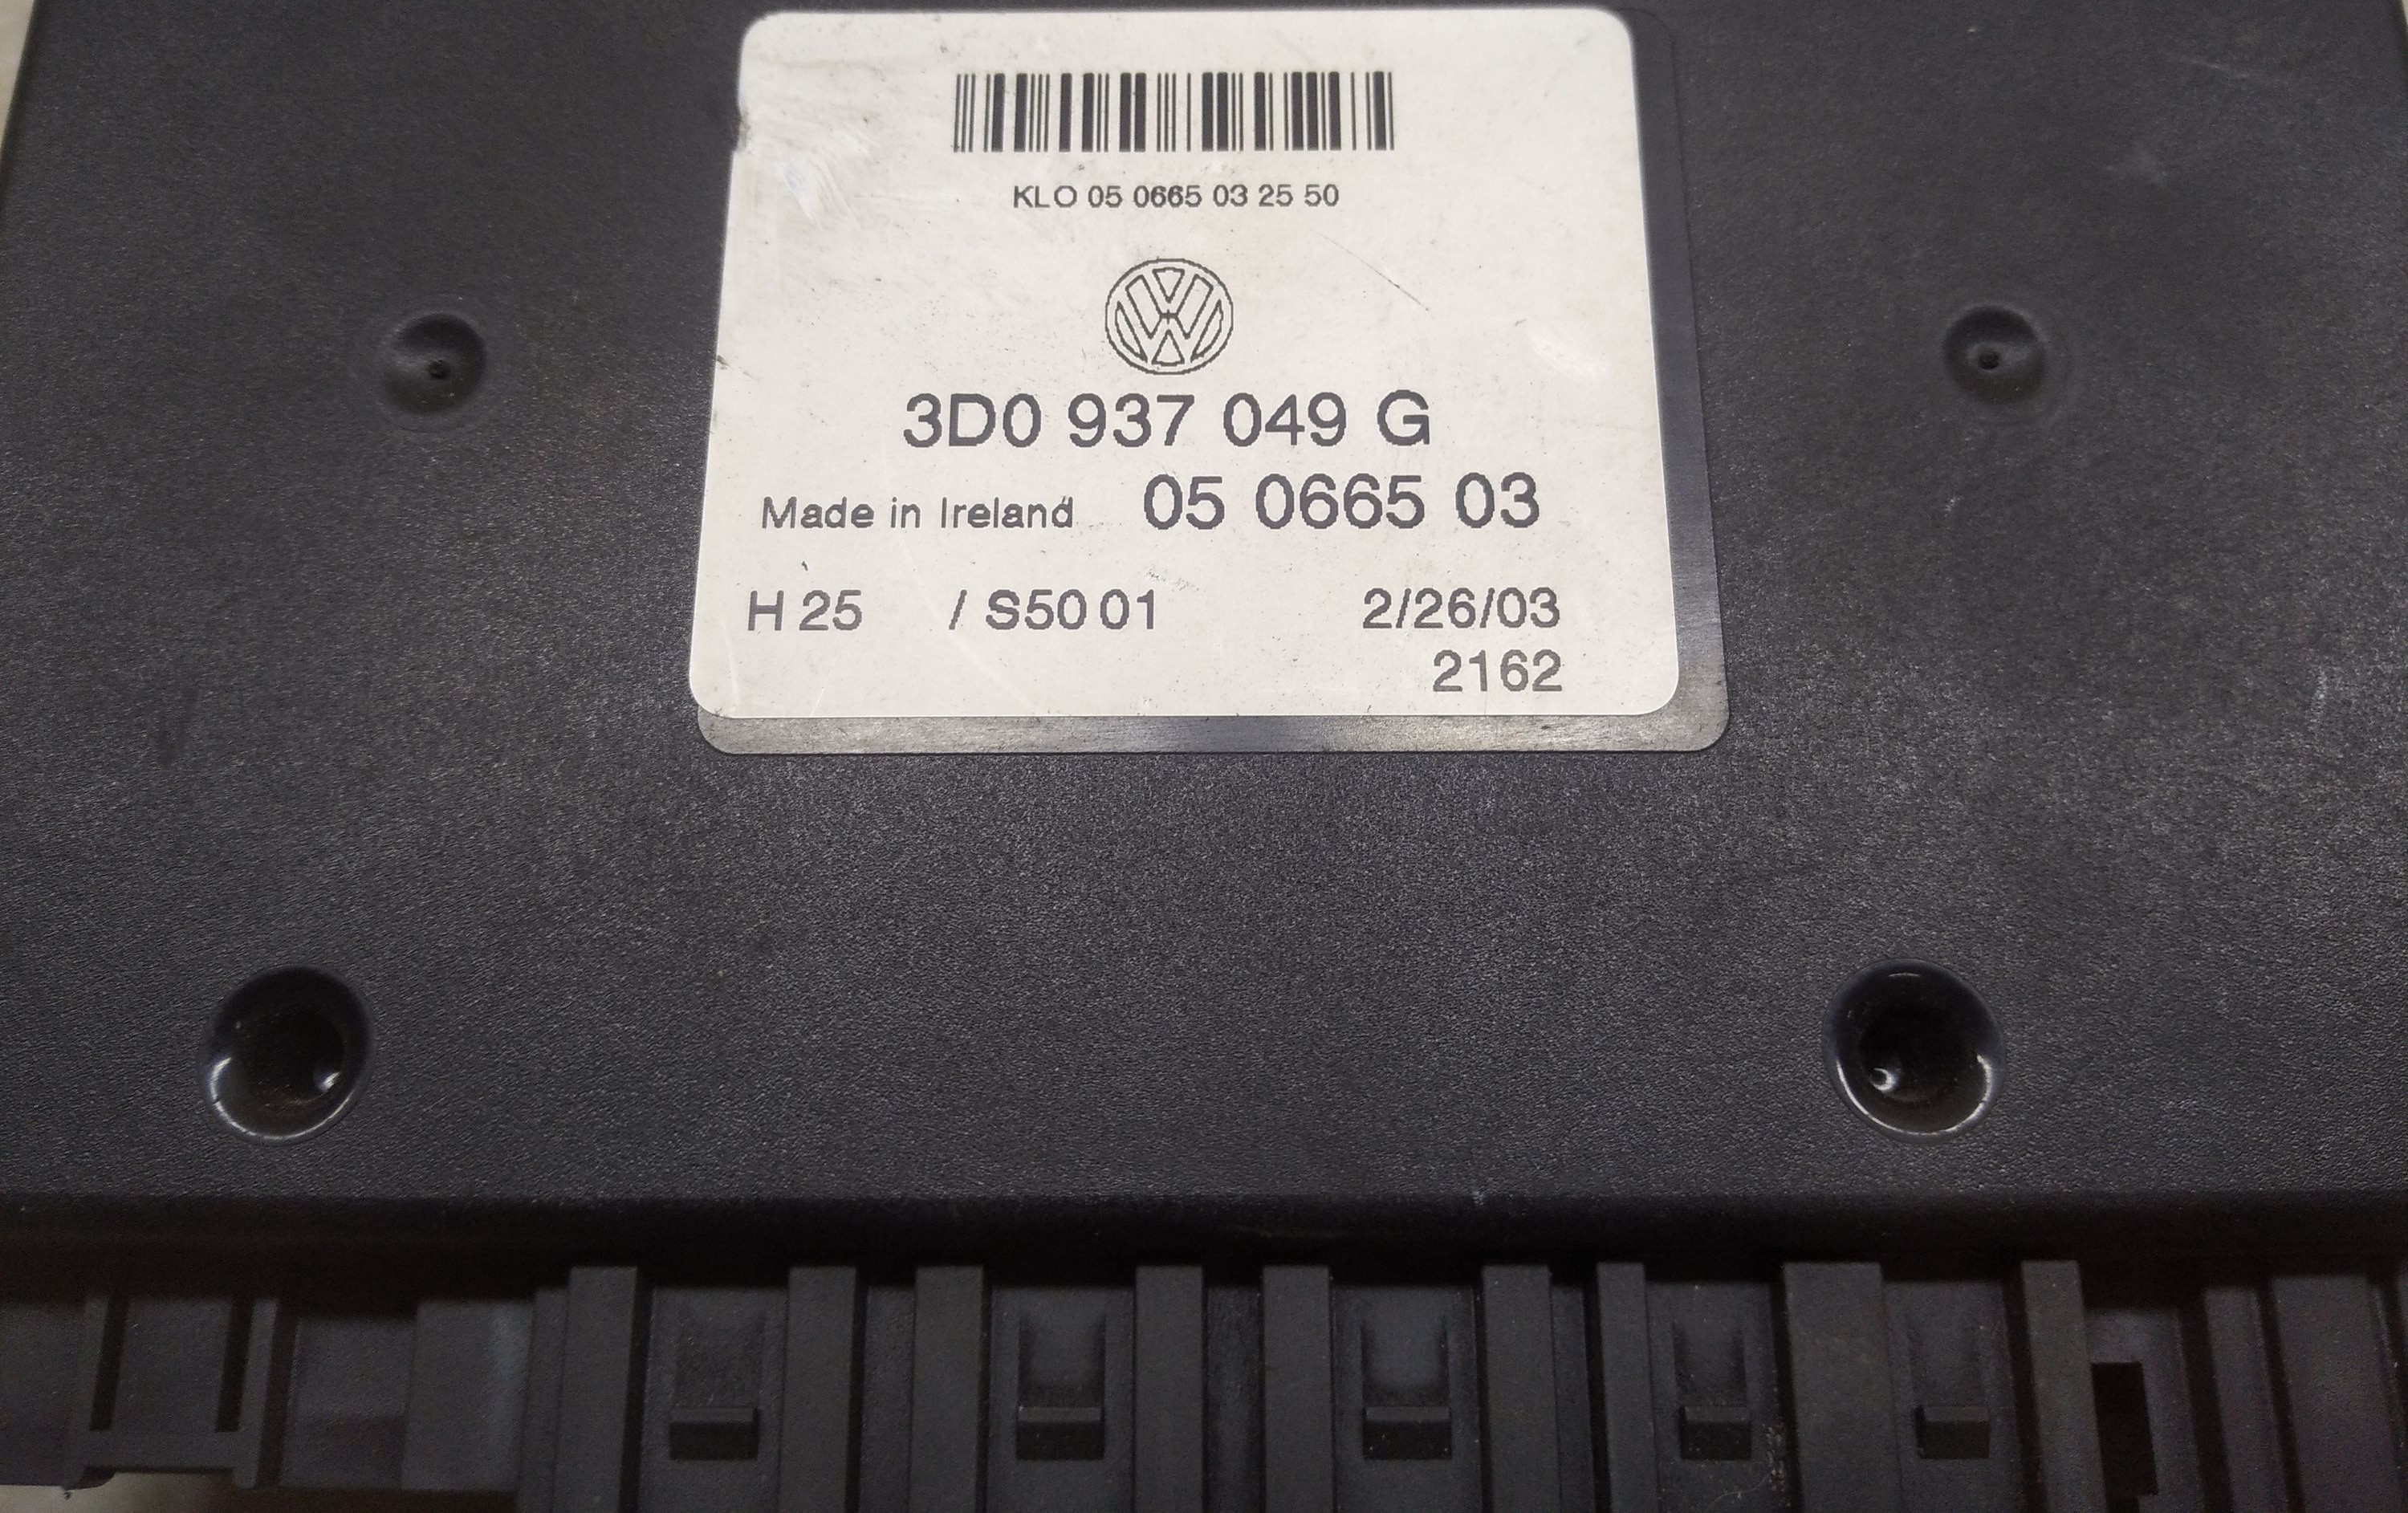 KLO 05 0665 03 25 50
3D0 937 049 G
Made in Ireland 05 0665 03
H 25 / S50 01 2/26/03
2162